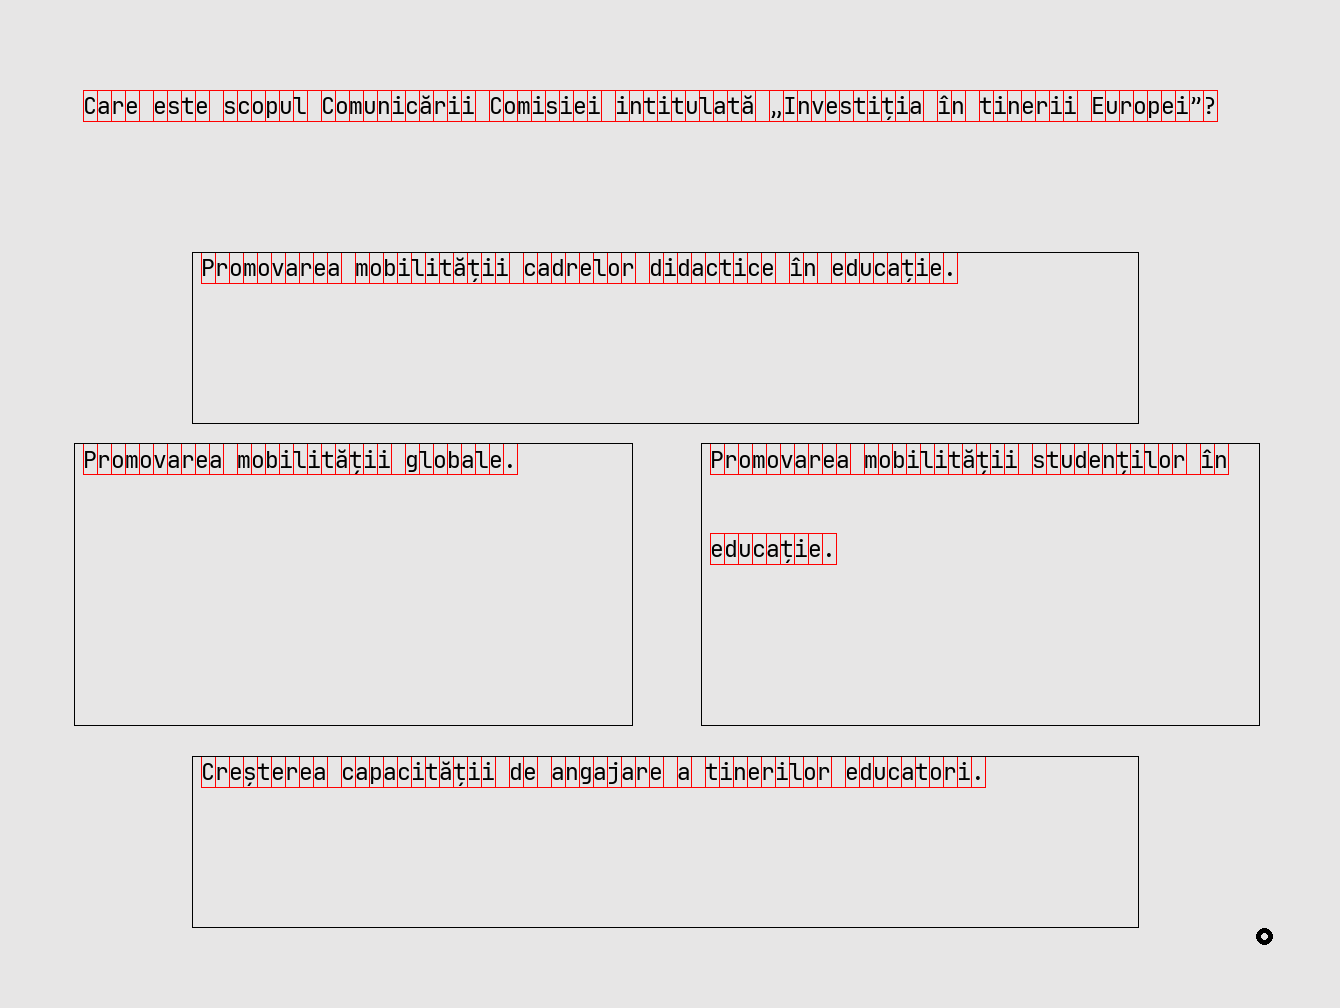 Care este scopul Comunicării Comisiei intitulată „Investiția în tinerii Europei”?
Promovarea mobilității cadrelor didactice în educație.
Promovarea mobilității globale.
Promovarea mobilității studenților în
educație.
Creșterea capacității de angajare a tinerilor educatori.